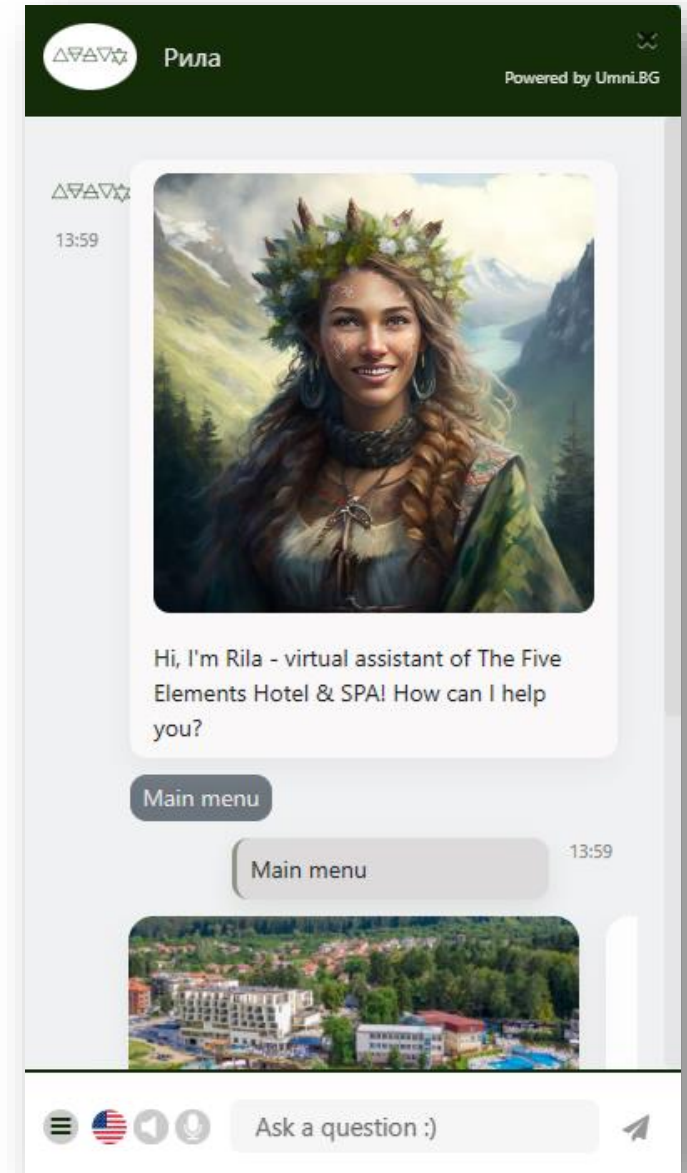 Рила
Powered by Umni.BG
13:59
Hi, I'm Rila - virtual assistant of The Five
Elements Hotel & SPA! How can I help
you?
Main menu
Main menu
13:59
Ask a question :)